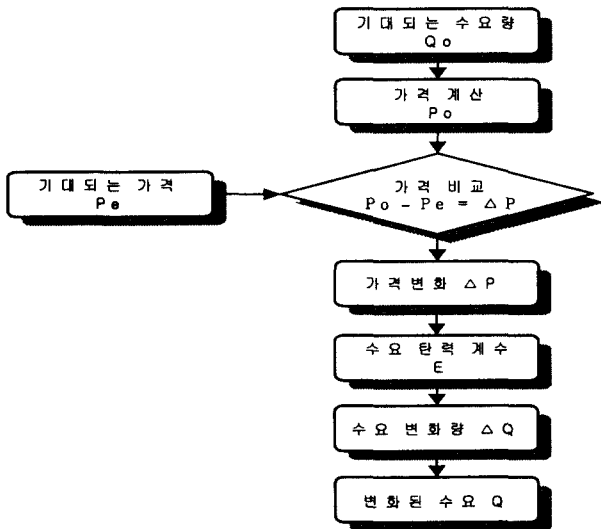 기대되는 수요량
Qo
가격 계산
Po
기대되는 가격
Pe
가격 비교
Po - Pe = △P
가격변화 △P
수요 탄력 계수
E
수요 변화량 △Q
변화된 수요 Q